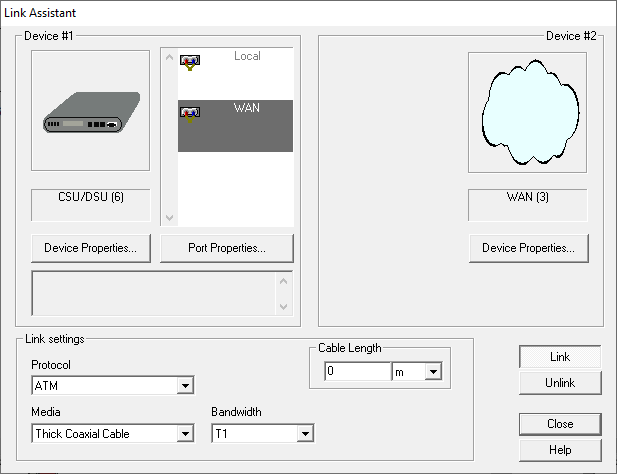 Link Assistant
Device #1
Device #2
Local
WAN
CSU/DSU (6)
WAN (3)
Device Properties...
Port Properties...
Device Properties...
Link settings
Protocol
ATM
Cable Length
0
m
Media
Thick Coaxial Cable
Bandwidth
T1
Link
Unlink
Close
Help